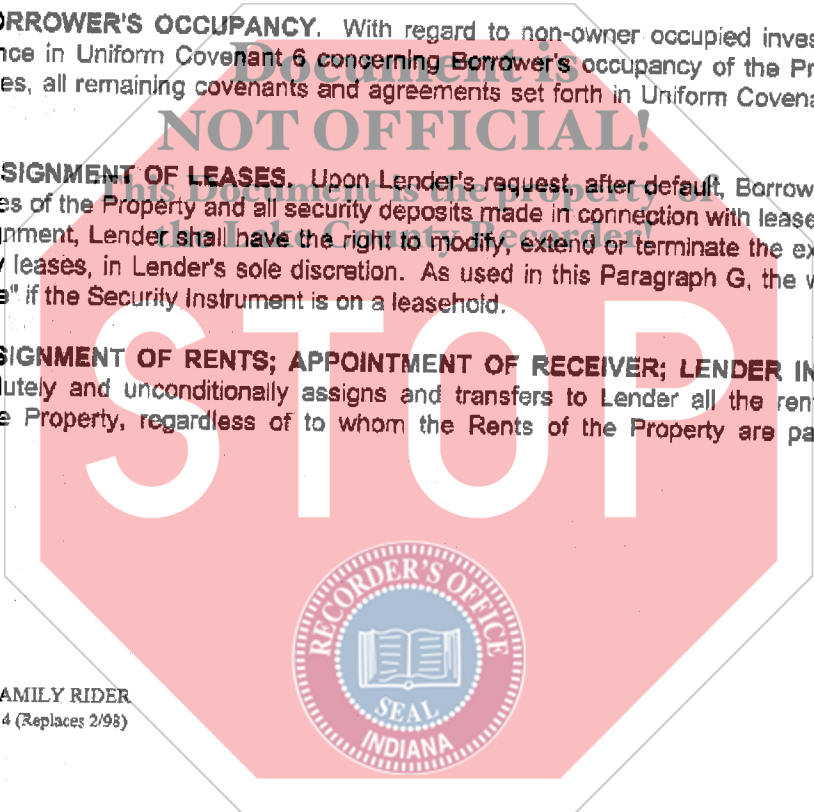 ORROWER'S OCCUPANCY. With regard to non-owner occupied inves
nce in Uniform Covenant 6 concerning Borrower's occupancy of the Pr
es, all remaining covenants and agreements set forth in Uniform Covena
Document is
NOT OFFICIAL!
This Document is the property of
the Lake County Recorder!
SIGNMENT OF LEASES. Upon Lender's request, after default, Borrow
es of the Property and all security deposits made in connection with lease
nment, Lender shall have the right to modify, extend or terminate the ex
leases, in Lender's sole discretion. As used in this Paragraph G, the w
e" if the Security Instrument is on a leasehold.
SIGNMENT OF RENTS; APPOINTMENT OF RECEIVER; LENDER IN
lutely and unconditionally assigns and transfers to Lender all the ren
e Property, regardless of to whom the Rents of the Property are pa
STOP
RECORDER'S OFFICE
SEAL
INDIANA
AMILY RIDER
4 (Replaces 2/98)